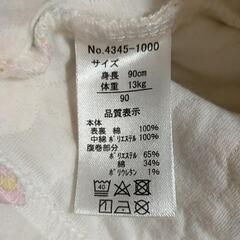 No.4345-1000
サイズ
身長 90cm
体重 13kg
90
品質表示
本体
表裏 綿 100%
中綿 ポリエステル 100%
腹巻部分
ポリエステル 65%
綿 34%
ポリウレタン 1%
40